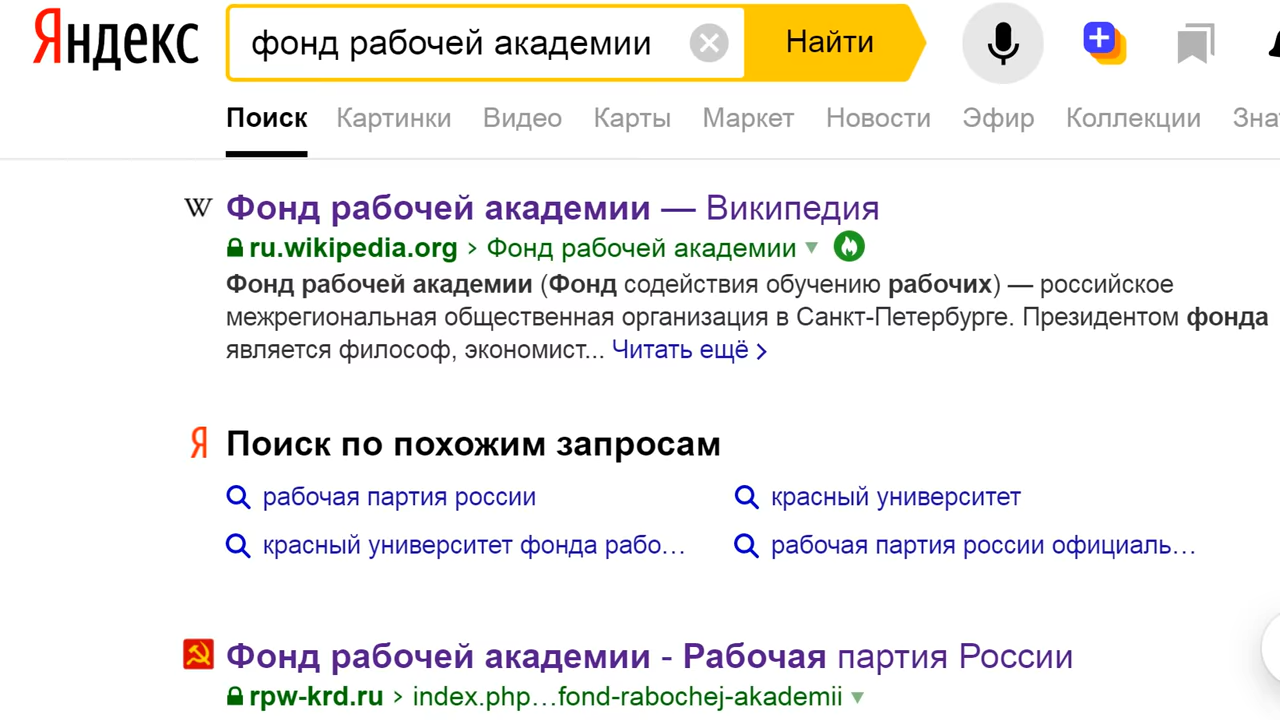 Яндекс фонд рабочей академии Найти
Поиск Картинки Видео Карты Маркет Новости Эфир Коллекции Зна
W Фонд рабочей академии — Википедия
ru.wikipedia.org › Фонд рабочей академии
Фонд рабочей академии (Фонд содействия обучению рабочих) — российское
межрегиональная общественная организация в Санкт-Петербурге. Президентом фонда
является философ, экономист... Читать ещё ›
Я Поиск по похожим запросам
рабочая партия россии красный университет
красный университет фонда рабо… рабочая партия россии официаль…
Фонд рабочей академии - Рабочая партия России
rpw-krd.ru › index.php…fond-rabochej-akademii